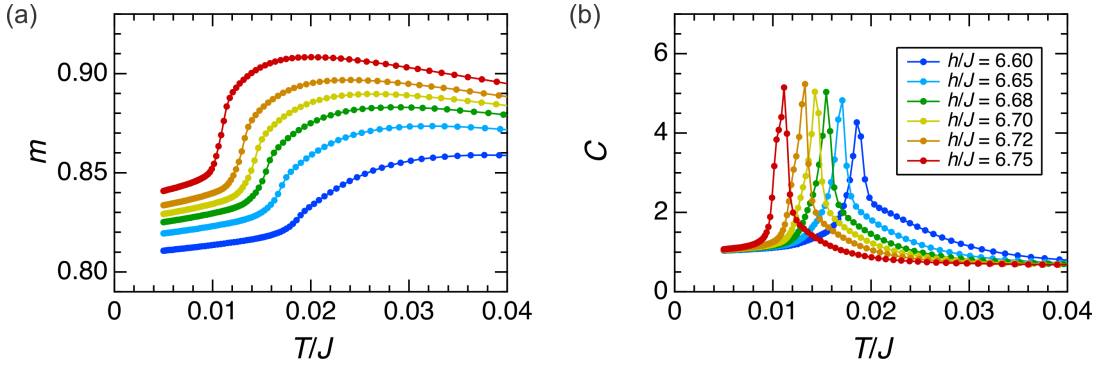 (a)
m
0.90
0.85
0.80
0
0.01
0.02
0.03
0.04
T/J
(b)
C
6
4
2
0
0
0.01
0.02
0.03
0.04
T/J
h/J = 6.60
h/J = 6.65
h/J = 6.68
h/J = 6.70
h/J = 6.72
h/J = 6.75